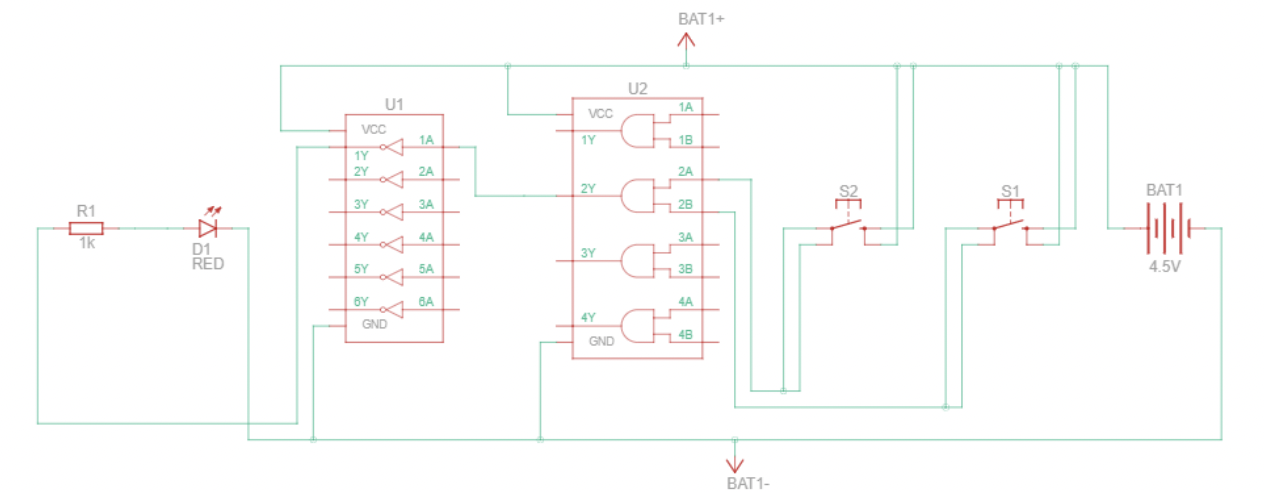 BAT1+
U1
VCC
1A
1Y
2Y
2A
3Y
3A
4Y
4A
5Y
5A
6Y
6A
GND
U2
VCC
1A
1Y
1B
2A
2Y
2B
3A
3Y
3B
4A
4Y
4B
GND
R1
1k
D1
RED
S2
S1
BAT1
4.5V
BAT1-